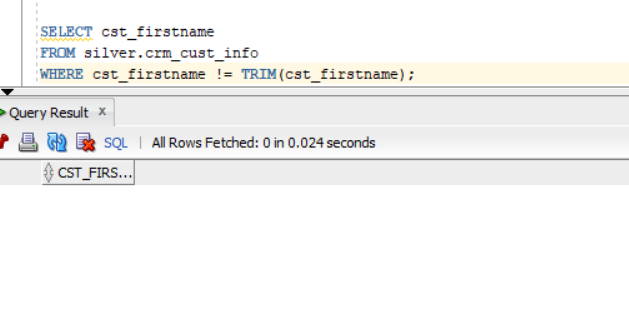 SELECT cst_firstname
FROM silver.crm_cust_info
WHERE cst_firstname != TRIM(cst_firstname);
Query Result x
SQL | All Rows Fetched: 0 in 0.024 seconds
CST_FIRS...